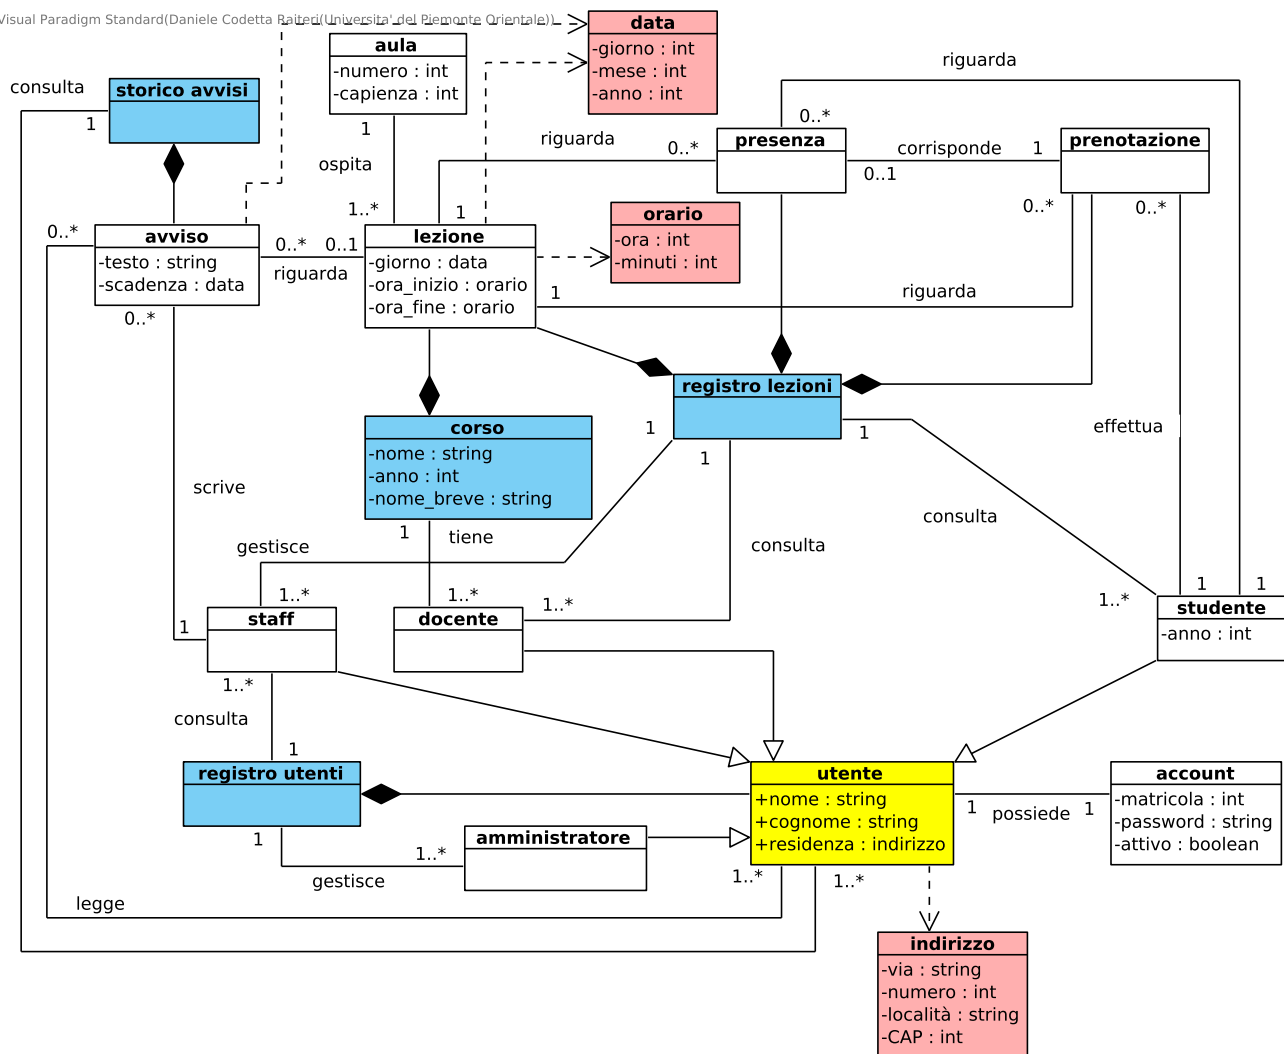 Visual Paradigm Standard(Daniele Codetta Raiteri(Universita' del Piemonte Orientale))
data
-giorno : int
-mese : int
-anno : int
aula
-numero : int
-capienza : int
riguarda
consulta
storico avvisi
1
1
ospita
1..*
riguarda
0..*
0..*
presenza
corrisponde
1
0..1
prenotazione
0..*
0..*
orario
-ora : int
-minuti : int
0..*
avviso
-testo : string
-scadenza : data
0..*
0..*
0..1
riguarda
1
lezione
-giorno : data
-ora_inizio : orario
-ora_fine : orario
1
riguarda
registro lezioni
1
1
1
corso
-nome : string
-anno : int
-nome_breve : string
effettua
scrive
consulta
1
tiene
gestisce
consulta
1..*
1..*
1..*
1..*
1
1
1
staff
docente
studente
-anno : int
1..*
consulta
1
registro utenti
utente
+nome : string
+cognome : string
+residenza : indirizzo
1
possiede
1
account
-matricola : int
-password : string
-attivo : boolean
1
1..*
amministratore
gestisce
1..*
1..*
legge
indirizzo
-via : string
-numero : int
-località : string
-CAP : int